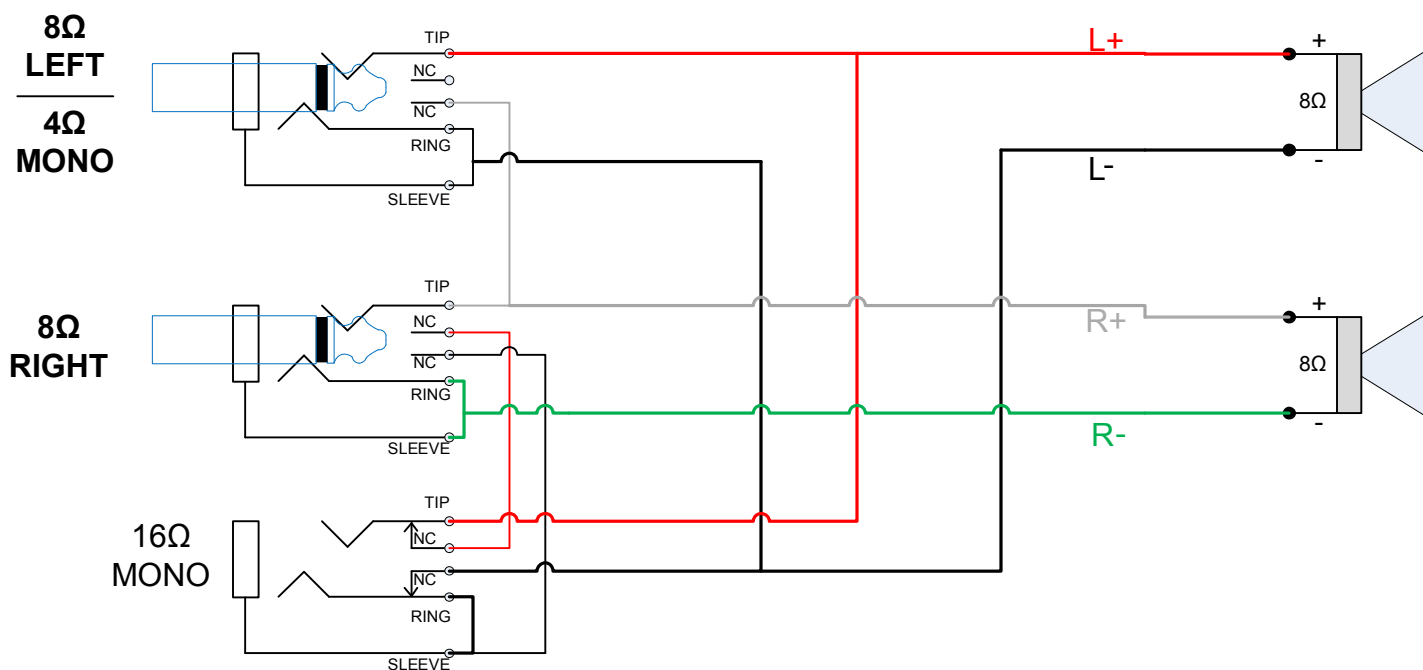 8Ω
LEFT
4Ω
MONO
TIP
NC
NC
RING
SLEEVE
L+
L-
+
8Ω
-
8Ω
RIGHT
TIP
NC
NC
RING
SLEEVE
R+
R-
+
8Ω
-
16Ω
MONO
TIP
NC
NC
RING
SLEEVE